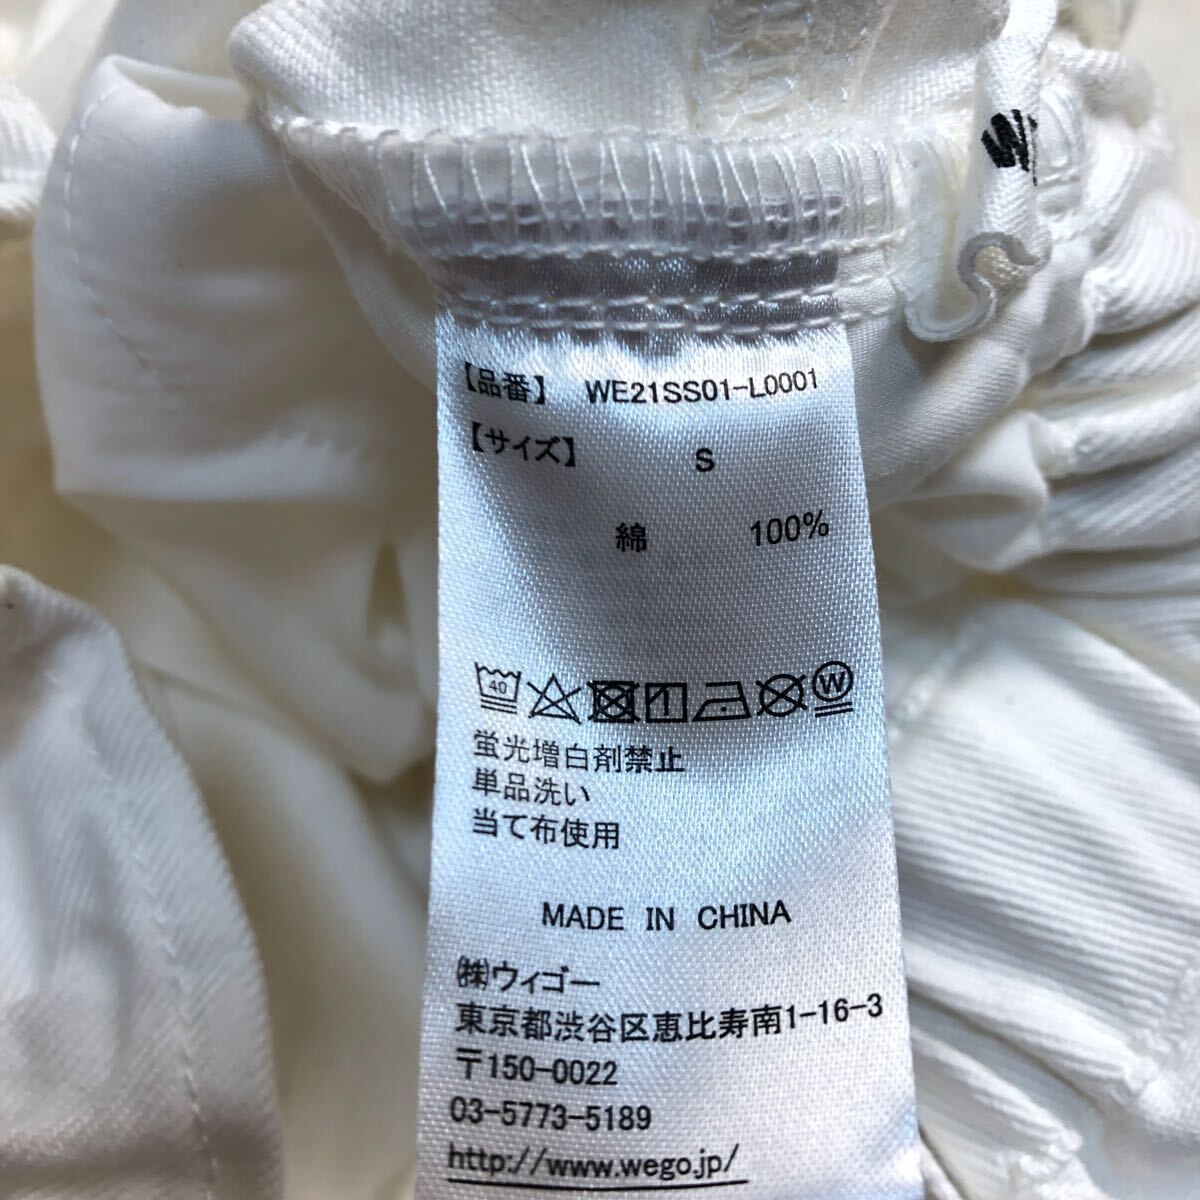 【品番】 WE21SS01-L0001
【サイズ】 S
綿 100%
40 W
蛍光増白剤禁止
単品洗い
当て布使用
MADE IN CHINA
㈱ウィゴー
東京都渋谷区恵比寿南1-16-3
〒150-0022
03-5773-5189
http://www.wego.jp/